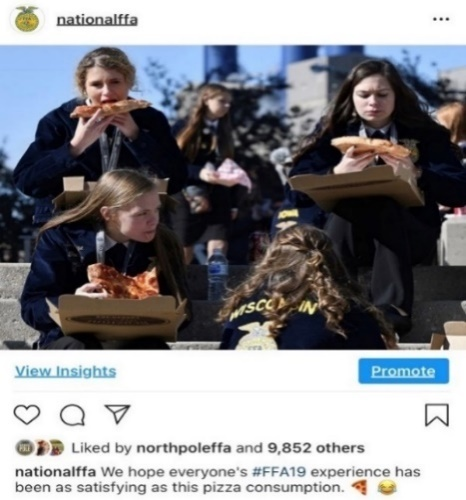 nationalffa
IOWA
WISCONSIN
View Insights
Promote
Liked by northpoleffa and 9,852 others
nationalffa We hope everyone's #FFA19 experience has
been as satisfying as this pizza consumption. 🍕 😂